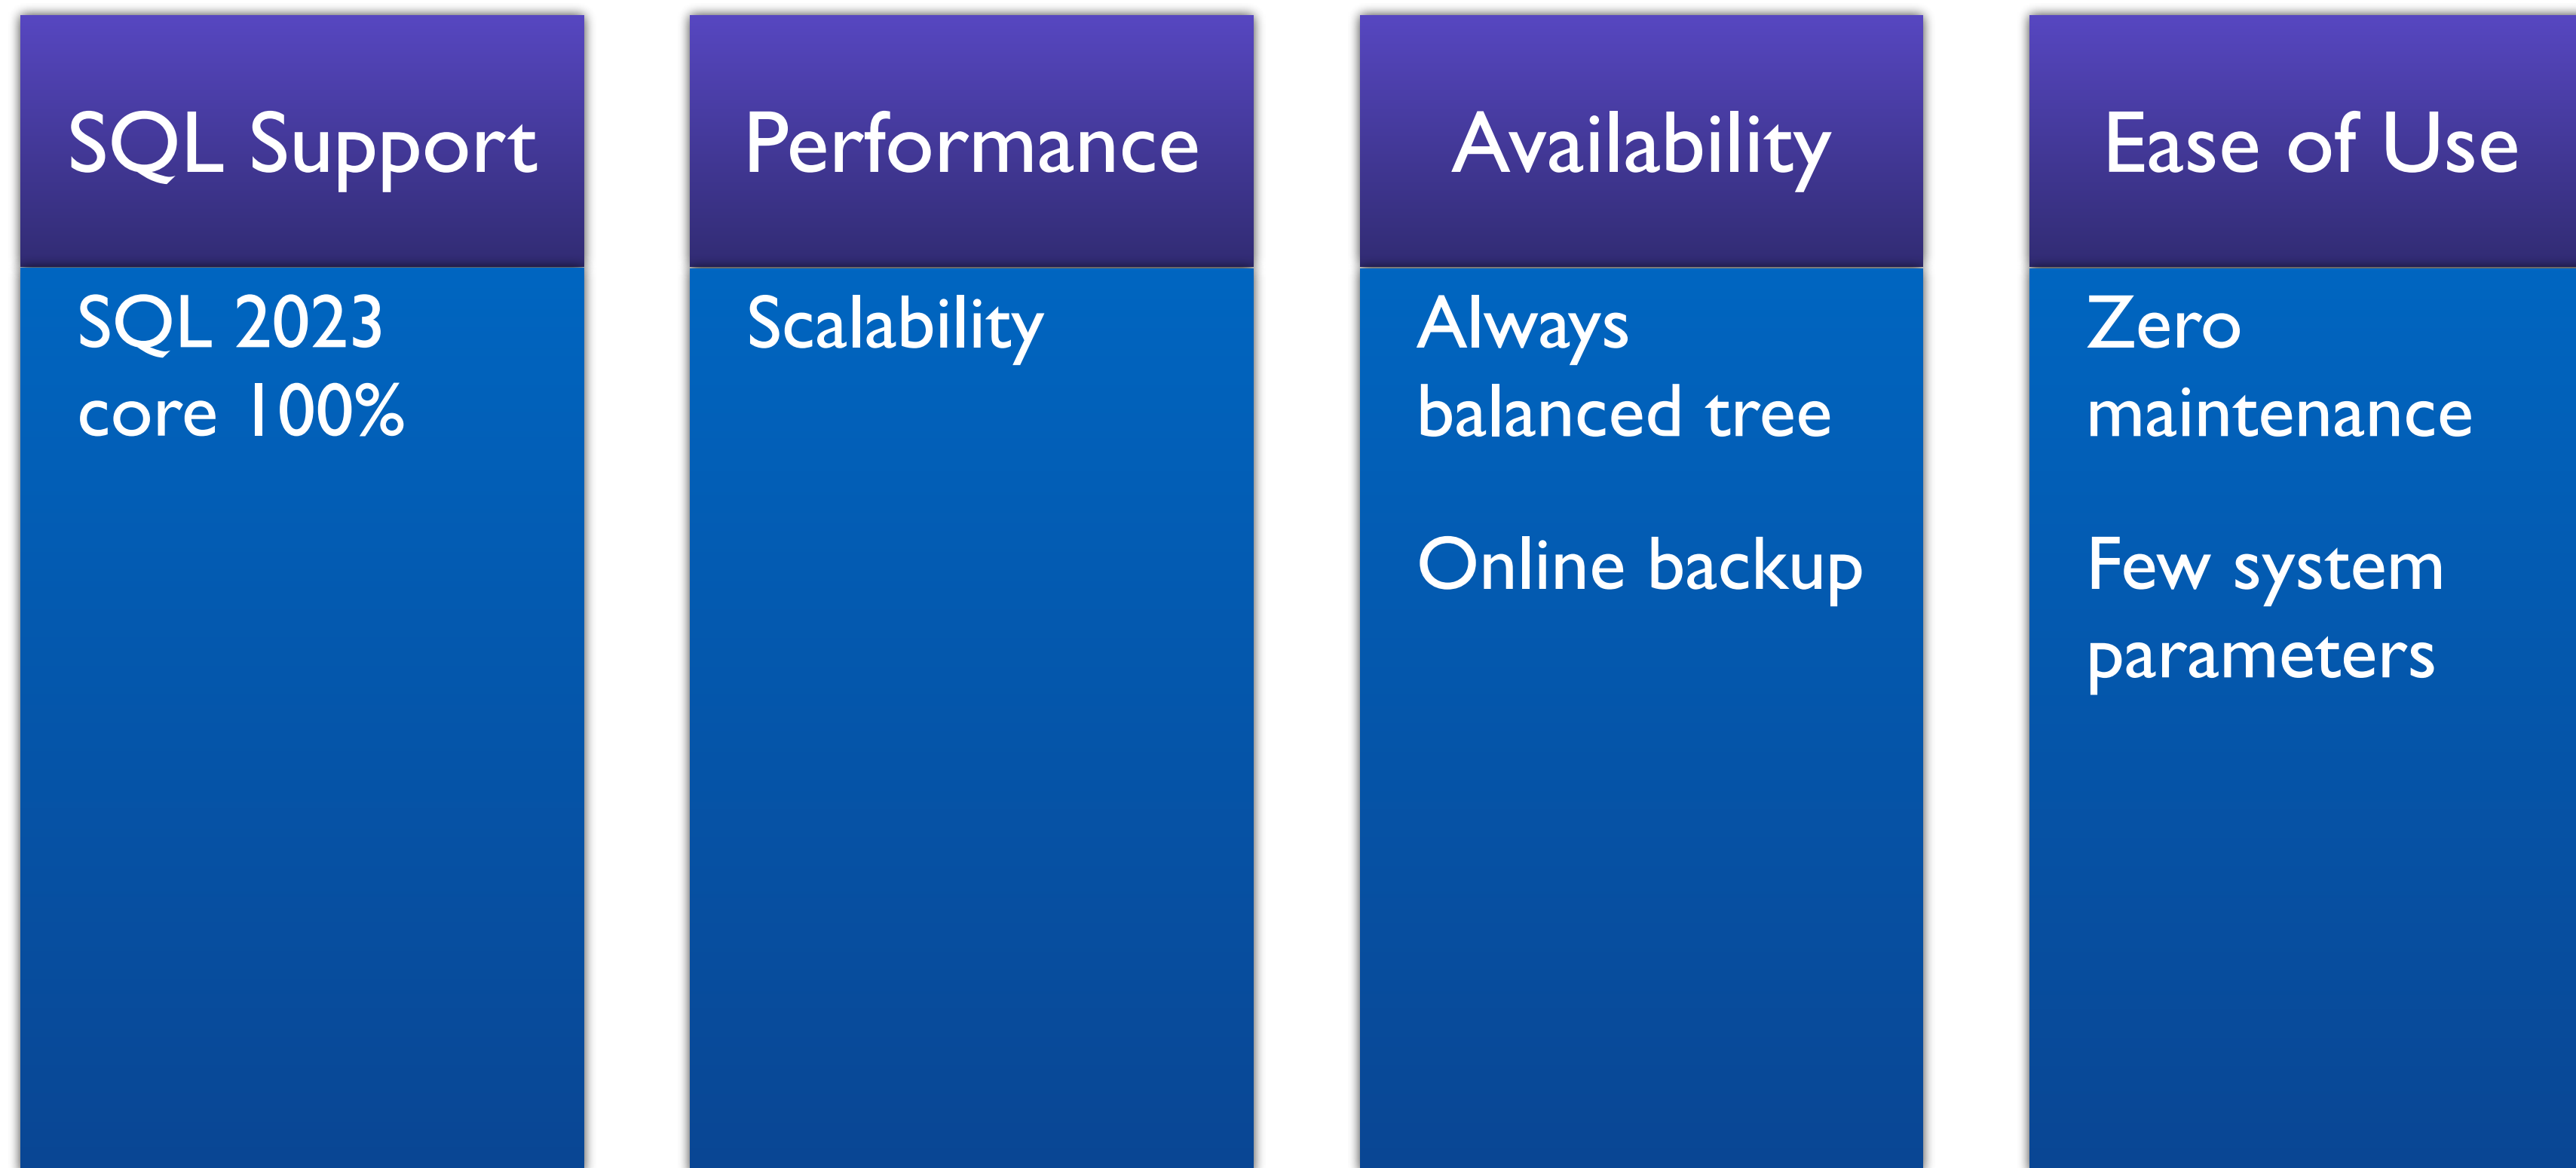 SQL Support
SQL 2023
core 100%
Performance
Scalability
Availability
Always
balanced tree
Online backup
Ease of Use
Zero
maintenance
Few system
parameters